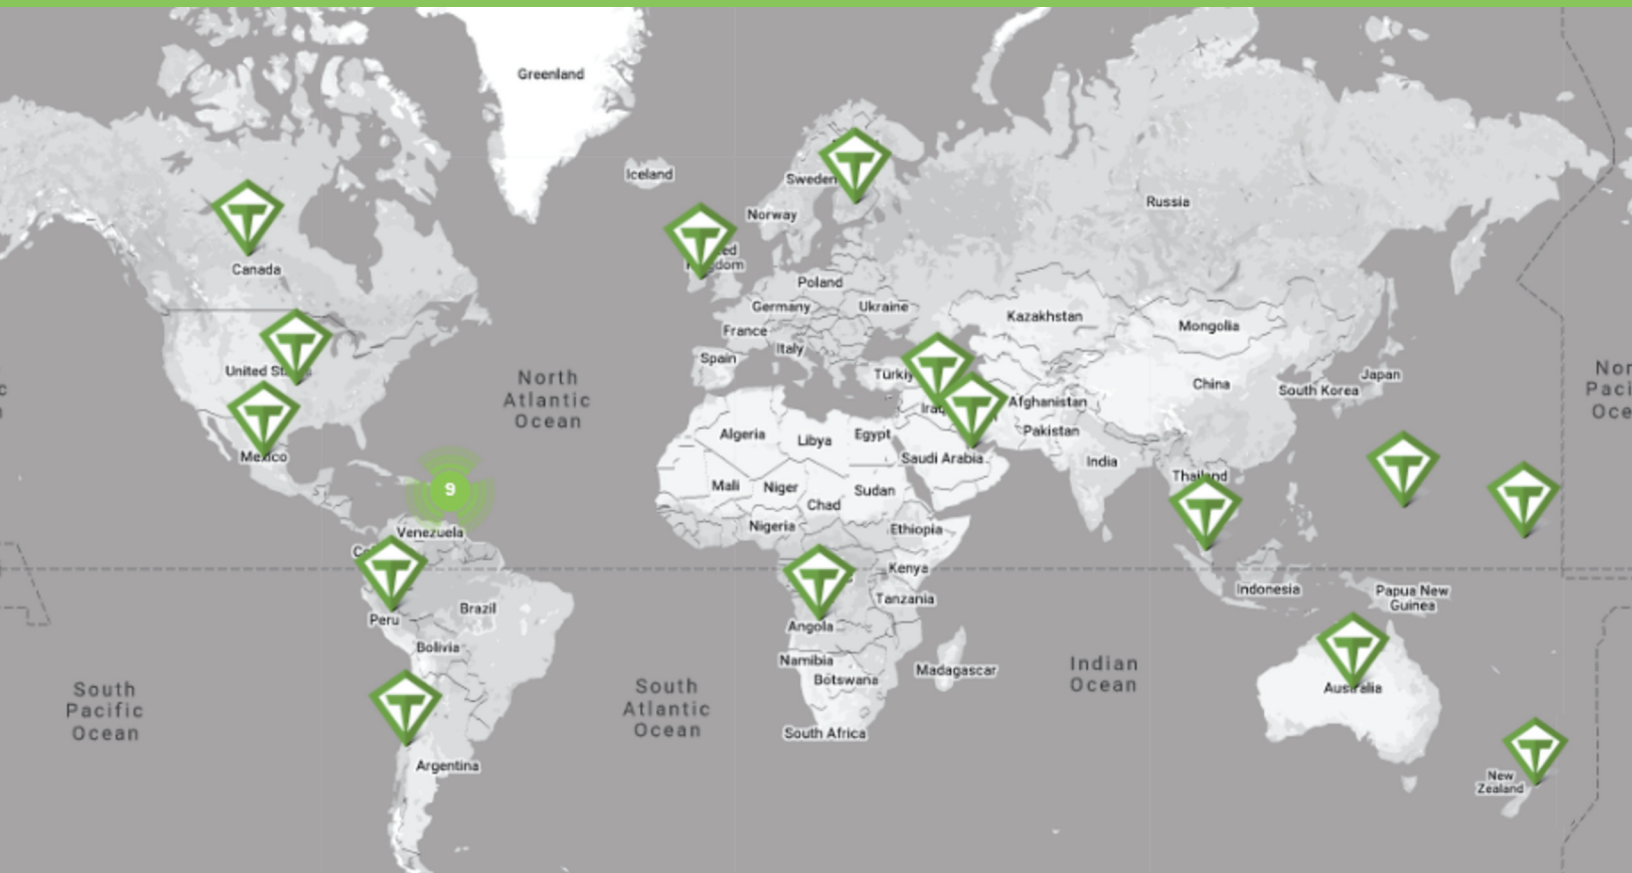 Greenland
Iceland
Sweden
Norway
Russia
Canada
Poland
Germany
Ukraine
France
Italy
Spain
Kazakhstan
Mongolia
China
South Korea
Japan
Afghanistan
Pakistan
India
Saudi Arabia
Thailand
United
Mexico
North
Atlantic
Ocean
Algeria
Libya
Egypt
Mali
Niger
Chad
Sudan
Nigeria
Ethiopia
Kenya
Tanzania
9
Venezuela
Peru
Brazil
Bolivia
Argentina
Angola
Namibia
Botswana
Madagascar
South Africa
Indonesia
Papua New
Guinea
Australia
New
Zealand
South
Pacific
Ocean
South
Atlantic
Ocean
Indian
Ocean